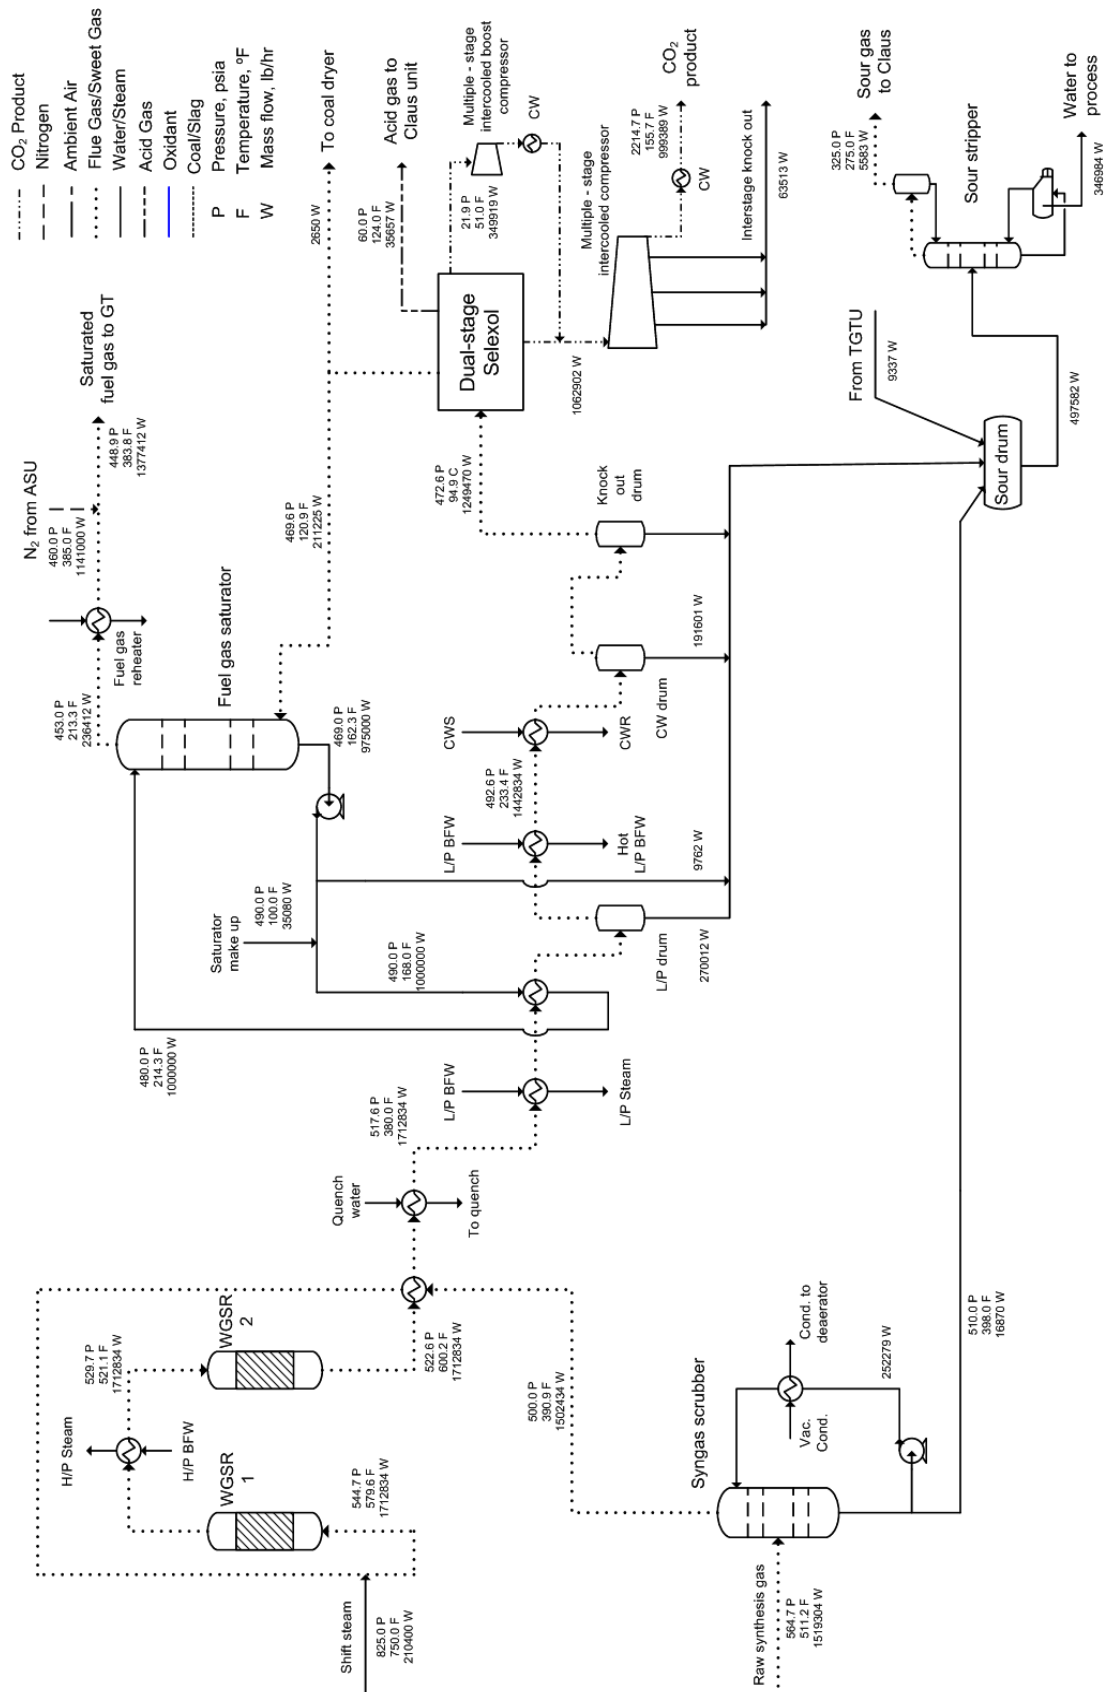 CO₂ Product
Nitrogen
Ambient Air
Flue Gas/Sweet Gas
Water/Steam
Acid Gas
Oxidant
Coal/Slag
P Pressure, psia
F Temperature, ºF
W Mass flow, lb/hr
Shift steam
825.0 P
750.0 F
210400 W
H/P Steam
H/P BFW
WGSR
1
544.7 P
579.6 F
1712834 W
529.7 P
521.1 F
1712834 W
WGSR
2
522.6 P
600.2 F
1712834 W
Quench
water
To quench
517.6 P
380.0 F
1712834 W
480.0 P
214.3 F
1000000 W
L/P BFW
L/P Steam
Saturator
make up
490.0 P
100.0 F
35080 W
490.0 P
168.0 F
1000000 W
453.0 P
213.3 F
236412 W
Fuel gas
reheater
Fuel gas saturator
469.0 P
162.3 F
975000 W
N₂ from ASU
460.0 P
385.0 F
1141000 W
448.9 P
383.8 F
1377412 W
Saturated
fuel gas to GT
469.6 P
120.9 F
211225 W
2650 W
To coal dryer
L/P drum
270012 W
L/P BFW
Hot
L/P BFW
9762 W
492.6 P
233.4 F
1442834 W
CWS
CWR
CW drum
191601 W
Knock
out
drum
472.6 P
94.9 C
1249470 W
Dual-stage
Selexol
60.0 P
124.0 F
35657 W
Acid gas to
Claus unit
21.9 P
51.0 F
349919 W
Multiple - stage
intercooled boost
compressor
CW
1062902 W
Multiple - stage
intercooled compressor
2214.7 P
155.7 F
999389 W
CW
CO₂
product
Interstage knock out
63513 W
Raw synthesis gas
564.7 P
511.2 F
1519304 W
Syngas scrubber
500.0 P
390.9 F
1502434 W
Vac.
Cond.
Cond. to
deaerator
252279 W
510.0 P
398.0 F
16870 W
From TGTU
9337 W
Sour drum
497582 W
Sour stripper
325.0 P
275.0 F
5583 W
Sour gas
to Claus
Water to
process
346984 W